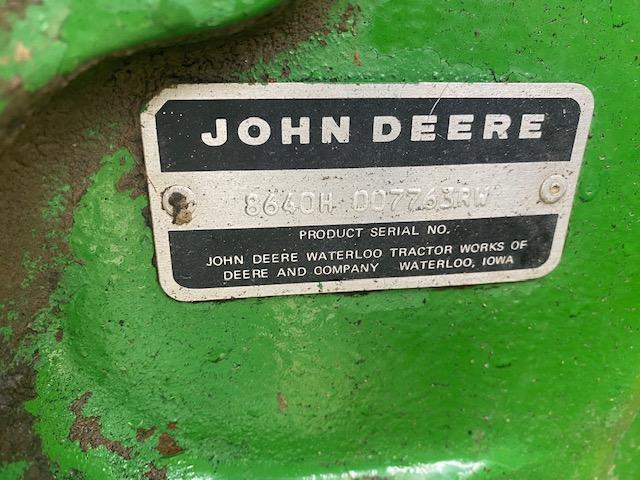 JOHN DEERE
8640H 007763RW
PRODUCT SERIAL NO.
JOHN DEERE WATERLOO TRACTOR WORKS OF
DEERE AND COMPANY WATERLOO, IOWA